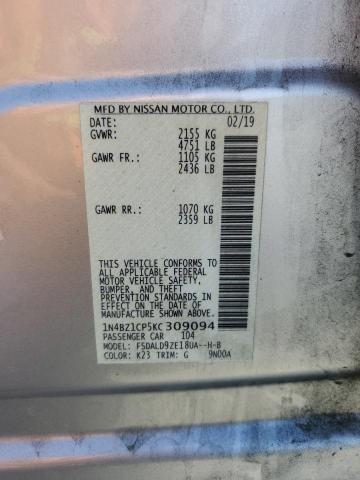 MFD BY NISSAN MOTOR CO., LTD.
DATE: 02/19
GVWR: 2155 KG
4751 LB
GAWR FR.: 1105 KG
2436 LB
GAWR RR.: 1070 KG
2359 LB
THIS VEHICLE CONFORMS TO
ALL APPLICABLE FEDERAL
MOTOR VEHICLE SAFETY,
BUMPER, AND THEFT
PREVENTION STANDARDS IN
EFFECT ON THE DATE OF
MANUFACTURE SHOWN ABOVE.
1N4BZ1CP5KC 309094
PASSENGER CAR 104
MODEL: FSDALD9ZE18UA--H-B
COLOR: K23 TRIM: G 9N00A